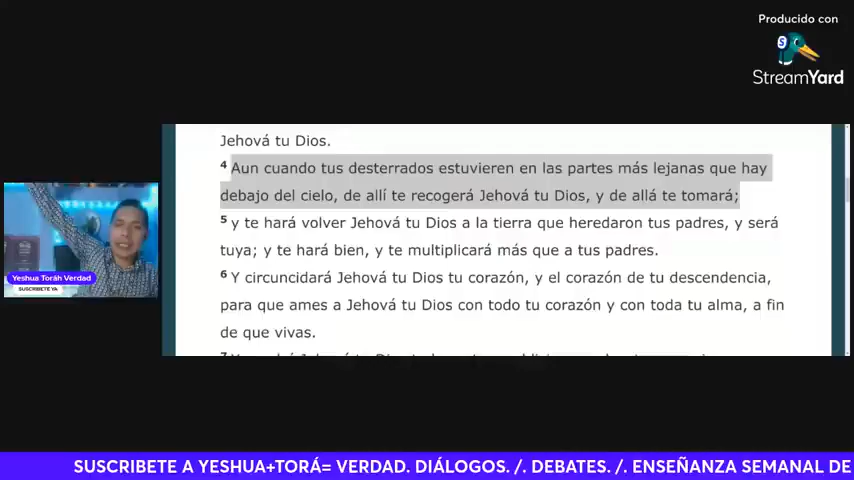 Producido con
StreamYard
Jehová tu Dios.
4 Aun cuando tus desterrados estuvieren en las partes más lejanas que hay
debajo del cielo, de allí te recogerá Jehová tu Dios, y de allá te tomará;
5 y te hará volver Jehová tu Dios a la tierra que heredaron tus padres, y será
tuya; y te hará bien, y te multiplicará más que a tus padres.
6 Y circuncidará Jehová tu Dios tu corazón, y el corazón de tu descendencia,
para que ames a Jehová tu Dios con todo tu corazón y con toda tu alma, a fin
de que vivas.
Yeshua Toráh Verdad
SUSCRIBETE YA
SUSCRIBETE A YESHUA+TORÁ= VERDAD. DIÁLOGOS. /. DEBATES. /. ENSEÑANZA SEMANAL DE